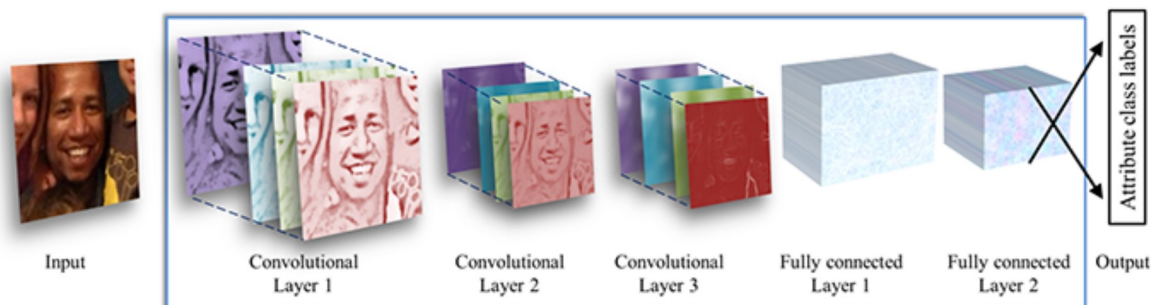 Attribute class labels
Input
Convolutional
Layer 1
Convolutional
Layer 2
Convolutional
Layer 3
Fully connected
Layer 1
Fully connected
Layer 2
Output